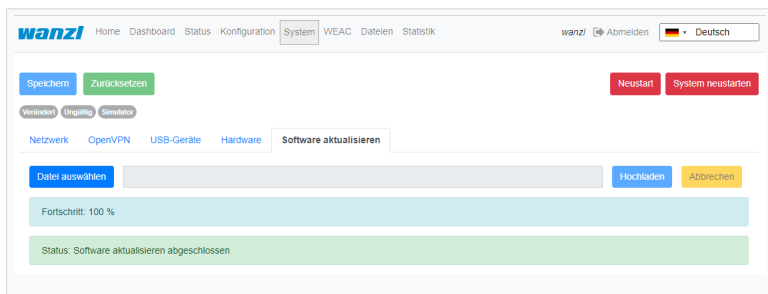 wanzl Home Dashboard Status Konfiguration System WEAC Dateien Statistik wanzl Abmelden Deutsch
Speichern Zurücksetzen Neustart System neustarten
Verändert Ungültig Simulator
Netzwerk OpenVPN USB-Geräte Hardware Software aktualisieren
Datei auswählen Hochladen Abbrechen
Fortschritt: 100 %
Status: Software aktualisieren abgeschlossen